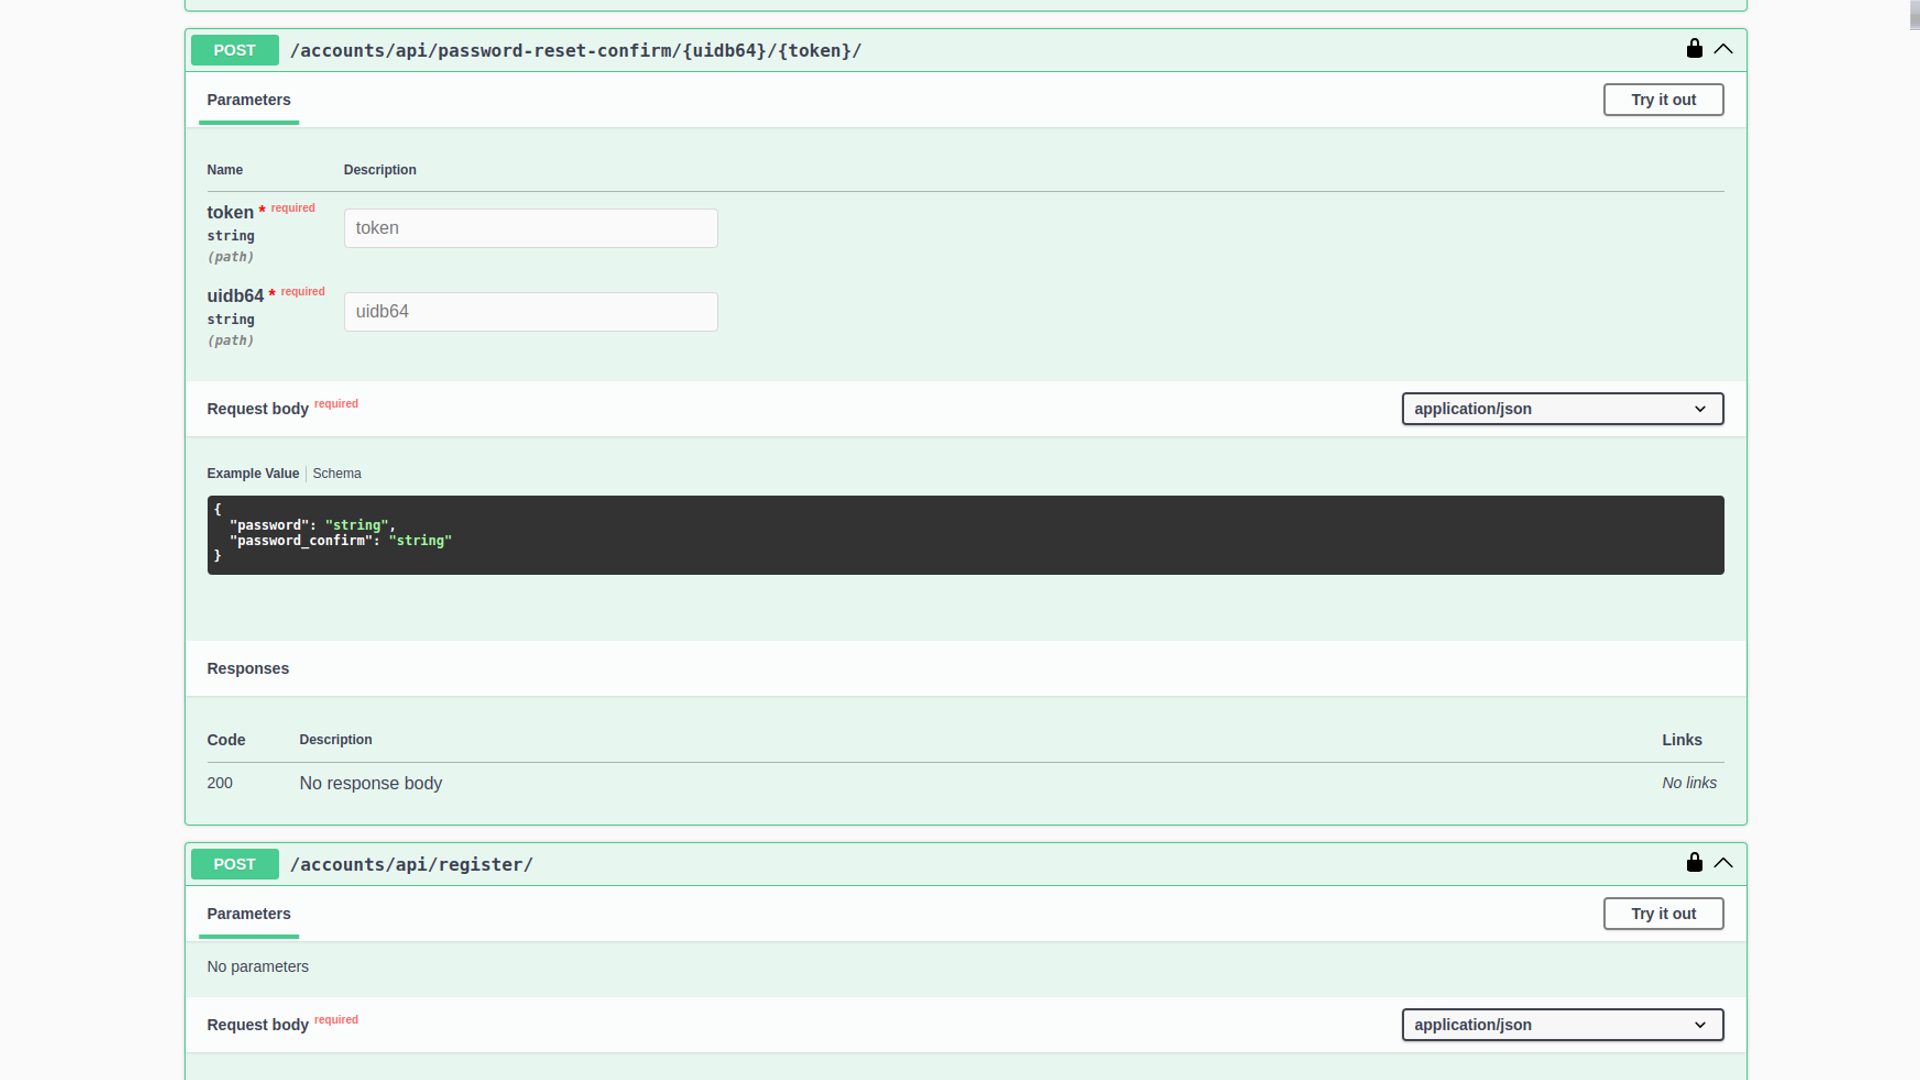 POST /accounts/api/password-reset-confirm/{uidb64}/{token}/
Parameters Try it out
Name Description
token * required
string
(path)
token
uidb64 * required
string
(path)
uidb64
Request body required application/json
Example Value Schema
{
  "password": "string",
  "password_confirm": "string"
}
Responses
Code Description Links
200 No response body No links
POST /accounts/api/register/
Parameters Try it out
No parameters
Request body required application/json